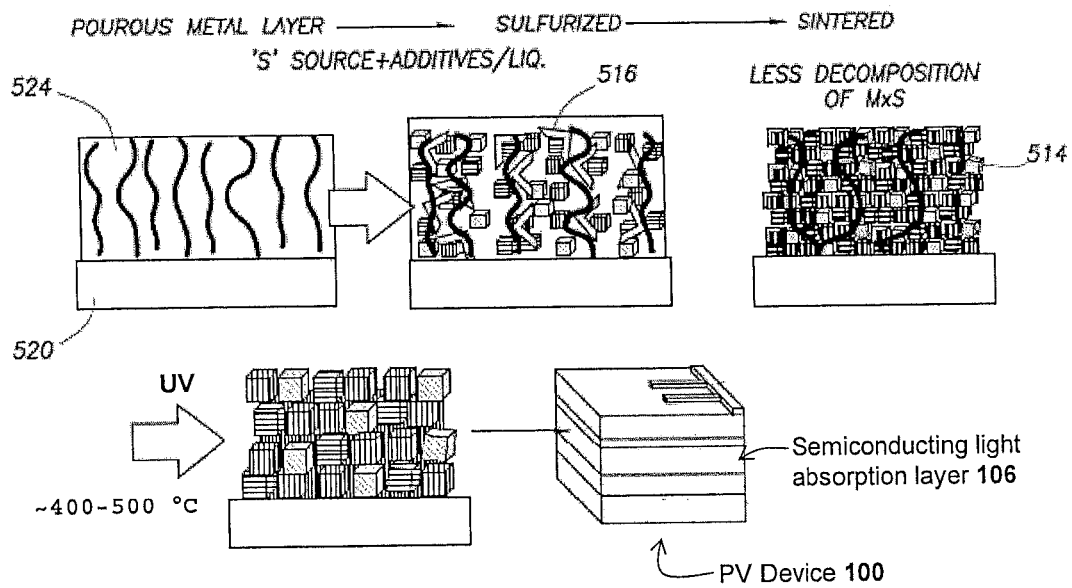 POUROUS METAL LAYER SULFURIZED SINTERED
'S' SOURCE+ADDITIVES/LIQ.
524
516
LESS DECOMPOSITION
OF MxS
514
520
UV
~400-500 °C
Semiconducting light
absorption layer 106
PV Device 100